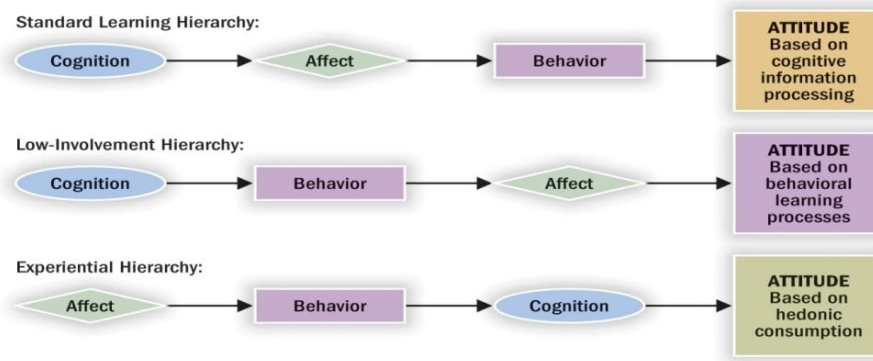 Standard Learning Hierarchy:
Cognition
Affect
Behavior
ATTITUDE
Based on
cognitive
information
processing
Low-Involvement Hierarchy:
Cognition
Behavior
Affect
ATTITUDE
Based on
behavioral
learning
processes
Experiential Hierarchy:
Affect
Behavior
Cognition
ATTITUDE
Based on
hedonic
consumption